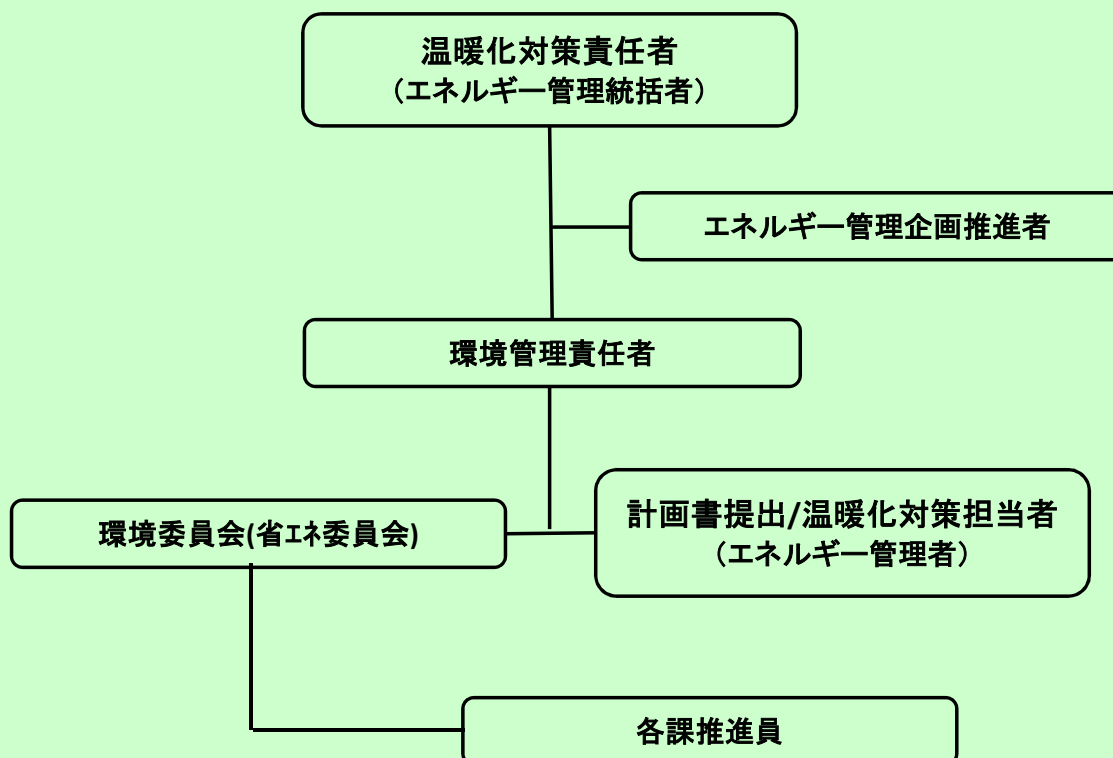 温暖化対策責任者
（エネルギー管理統括者）
エネルギー管理企画推進者
環境管理責任者
環境委員会(省ｴﾈ委員会)
計画書提出/温暖化対策担当者
（エネルギー管理者）
各課推進員